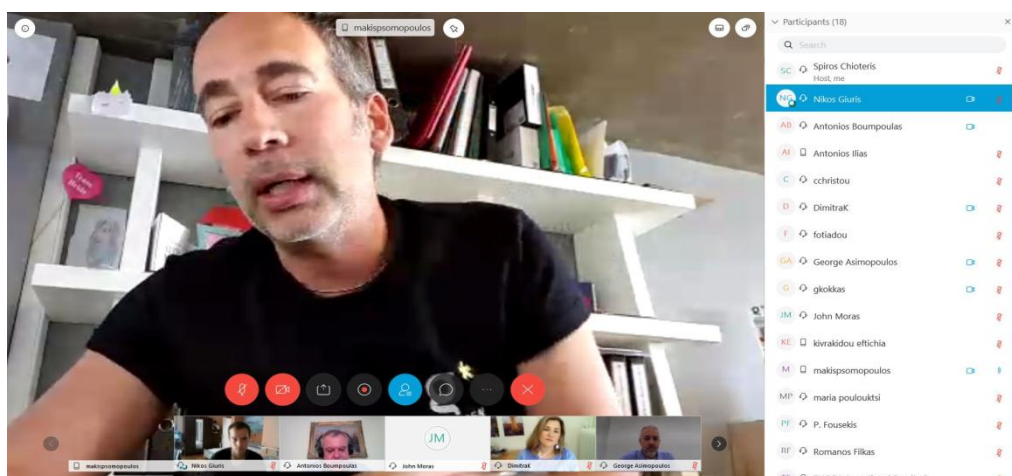 makispsomopoulos
Team
Bride
JM
makispsomopoulos
Nikos Giuris
Antonios Boumpoulas
John Moras
DimitraK
George Asimopoulos
Participants (18)
Search
SC
Spiros Chioteris
Host, me
NG
Nikos Giuris
AB
Antonios Boumpoulas
AI
Antonios Ilias
C
cchristou
D
DimitraK
F
fotiadou
GA
George Asimopoulos
G
gkokkas
JM
John Moras
KE
kivrakidou eftichia
M
makispsomopoulos
MP
maria poulouktsi
PF
P. Fousekis
RF
Romanos Filkas